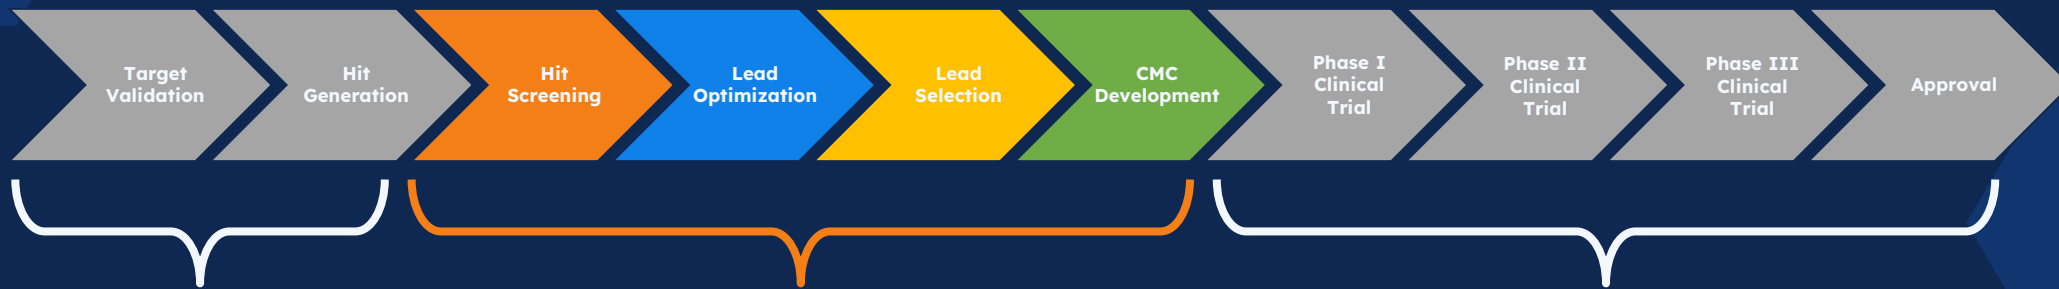 Target
Validation
Hit
Generation
Hit
Screening
Lead
Optimization
Lead
Selection
CMC
Development
Phase I
Clinical
Trial
Phase II
Clinical
Trial
Phase III
Clinical
Trial
Approval